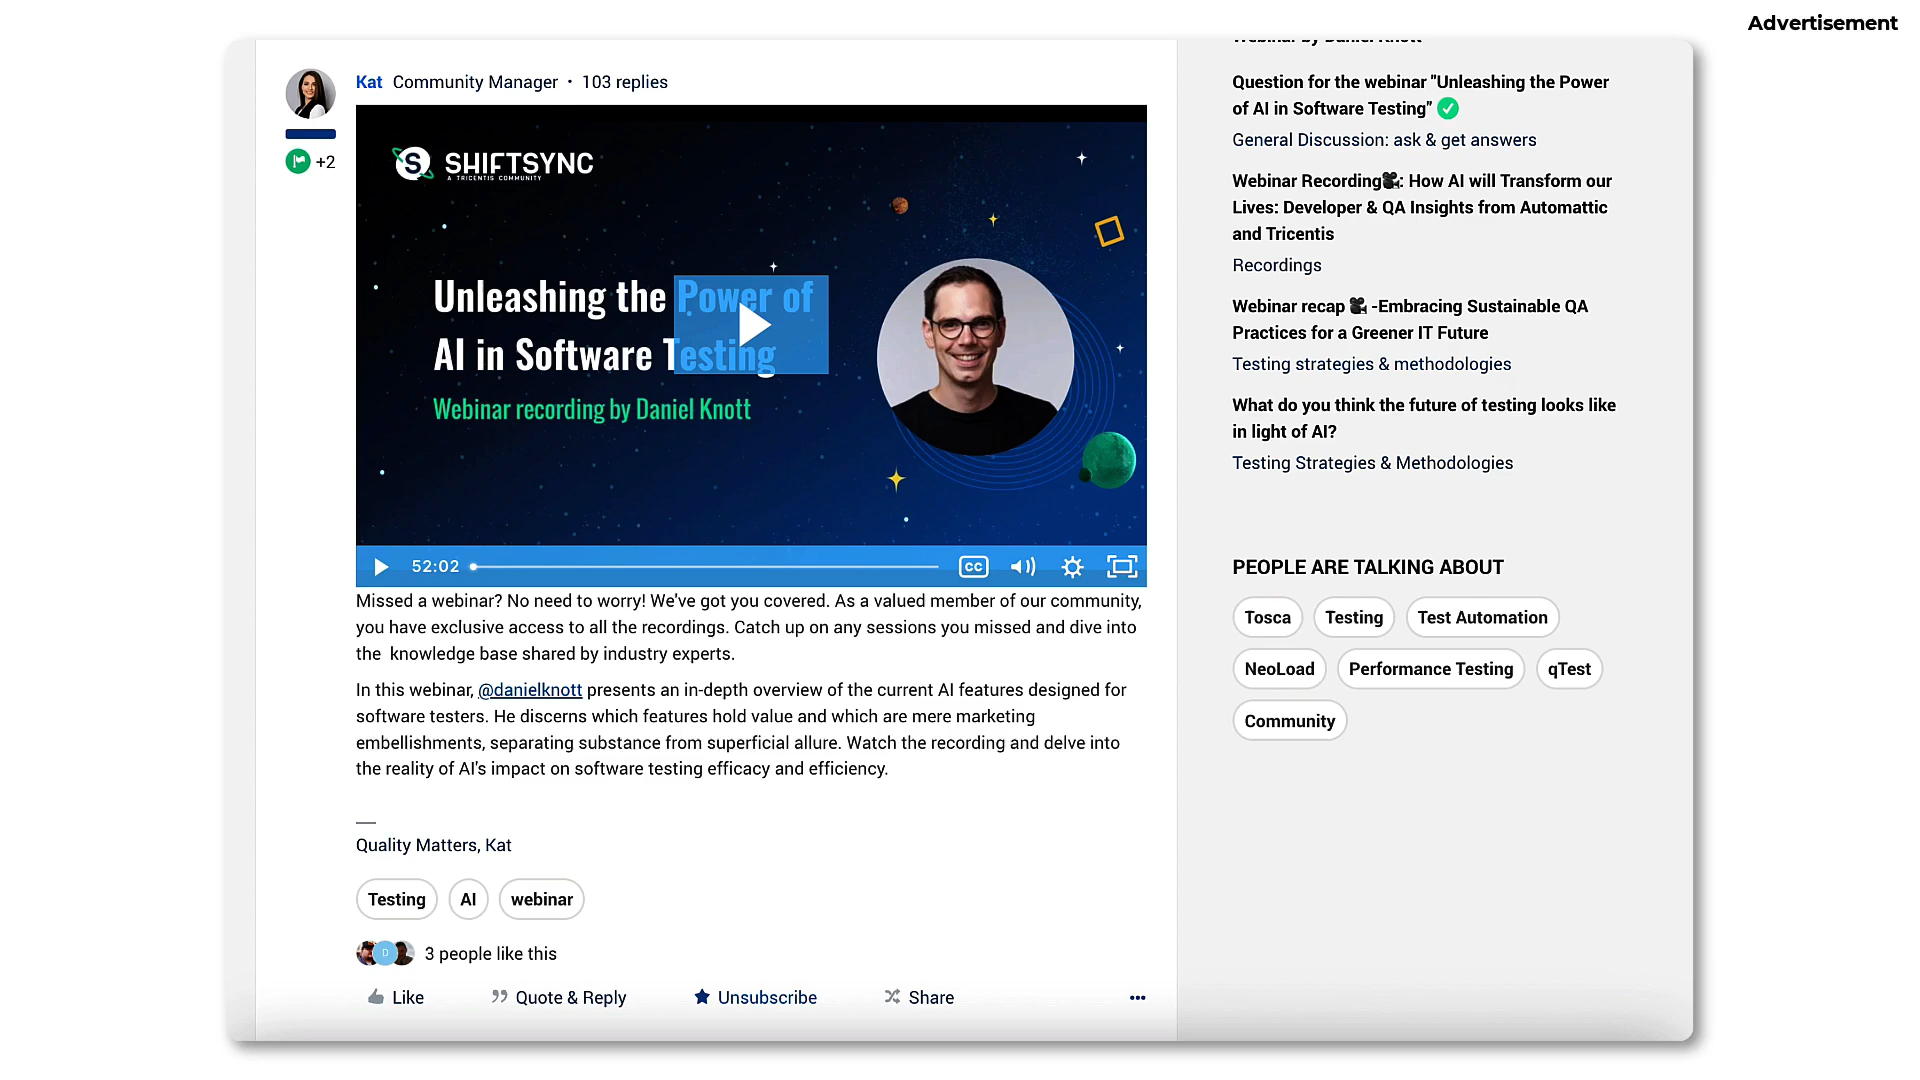 Advertisement
Kat Community Manager • 103 replies
+2
SHIFTSYNC
A TRICENTIS COMMUNITY
Unleashing the Power of
AI in Software Testing
Webinar recording by Daniel Knott
52:02
CC
Missed a webinar? No need to worry! We've got you covered. As a valued member of our community,
you have exclusive access to all the recordings. Catch up on any sessions you missed and dive into
the knowledge base shared by industry experts.
In this webinar, @danielknott presents an in-depth overview of the current AI features designed for
software testers. He discerns which features hold value and which are mere marketing
embellishments, separating substance from superficial allure. Watch the recording and delve into
the reality of AI's impact on software testing efficacy and efficiency.
Quality Matters, Kat
Testing AI webinar
D
3 people like this
Like Quote & Reply Unsubscribe Share
Webinar by Daniel Knott
Question for the webinar "Unleashing the Power
of AI in Software Testing"
General Discussion: ask & get answers
Webinar Recording🎥: How AI will Transform our
Lives: Developer & QA Insights from Automattic
and Tricentis
Recordings
Webinar recap 🎥 -Embracing Sustainable QA
Practices for a Greener IT Future
Testing strategies & methodologies
What do you think the future of testing looks like
in light of AI?
Testing Strategies & Methodologies
PEOPLE ARE TALKING ABOUT
Tosca Testing Test Automation
NeoLoad Performance Testing qTest
Community